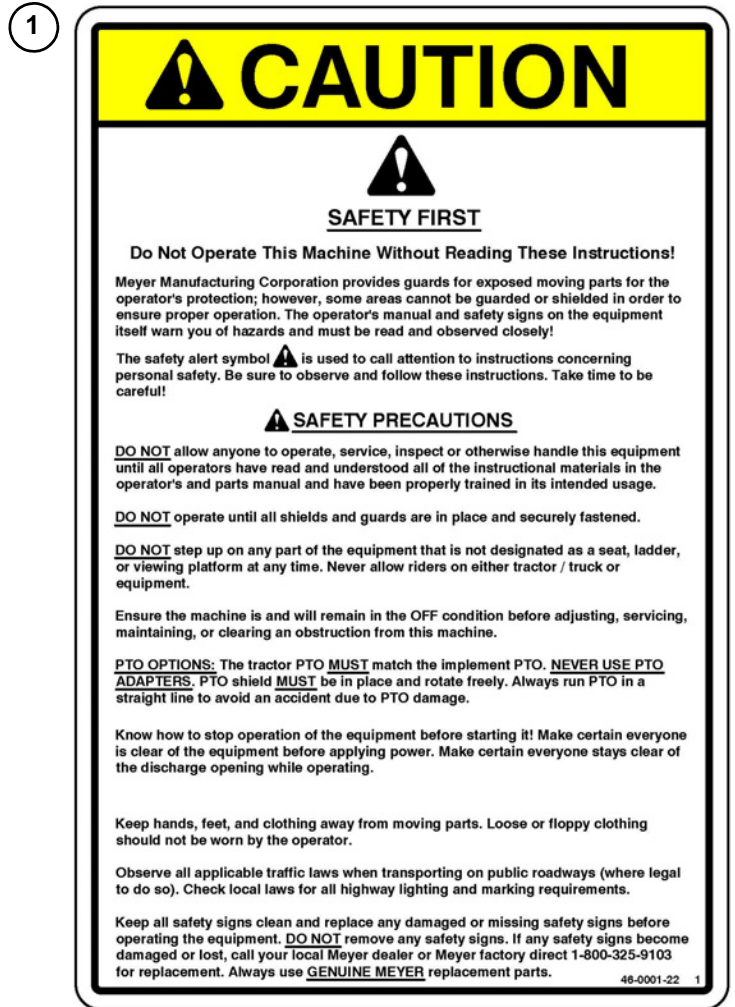 1
CAUTION
SAFETY FIRST
Do Not Operate This Machine Without Reading These Instructions!
Meyer Manufacturing Corporation provides guards for exposed moving parts for the
operator's protection; however, some areas cannot be guarded or shielded in order to
ensure proper operation. The operator's manual and safety signs on the equipment
itself warn you of hazards and must be read and observed closely!
The safety alert symbol is used to call attention to instructions concerning
personal safety. Be sure to observe and follow these instructions. Take time to be
careful!
SAFETY PRECAUTIONS
DO NOT allow anyone to operate, service, inspect or otherwise handle this equipment
until all operators have read and understood all of the instructional materials in the
operator's and parts manual and have been properly trained in its intended usage.
DO NOT operate until all shields and guards are in place and securely fastened.
DO NOT step up on any part of the equipment that is not designated as a seat, ladder,
or viewing platform at any time. Never allow riders on either tractor / truck or
equipment.
Ensure the machine is and will remain in the OFF condition before adjusting, servicing,
maintaining, or clearing an obstruction from this machine.
PTO OPTIONS: The tractor PTO MUST match the implement PTO. NEVER USE PTO
ADAPTERS. PTO shield MUST be in place and rotate freely. Always run PTO in a
straight line to avoid an accident due to PTO damage.
Know how to stop operation of the equipment before starting it! Make certain everyone
is clear of the equipment before applying power. Make certain everyone stays clear of
the discharge opening while operating.
Keep hands, feet, and clothing away from moving parts. Loose or floppy clothing
should not be worn by the operator.
Observe all applicable traffic laws when transporting on public roadways (where legal
to do so). Check local laws for all highway lighting and marking requirements.
Keep all safety signs clean and replace any damaged or missing safety signs before
operating the equipment. DO NOT remove any safety signs. If any safety signs become
damaged or lost, call your local Meyer dealer or Meyer factory direct 1-800-325-9103
for replacement. Always use GENUINE MEYER replacement parts.
46-0001-22 1